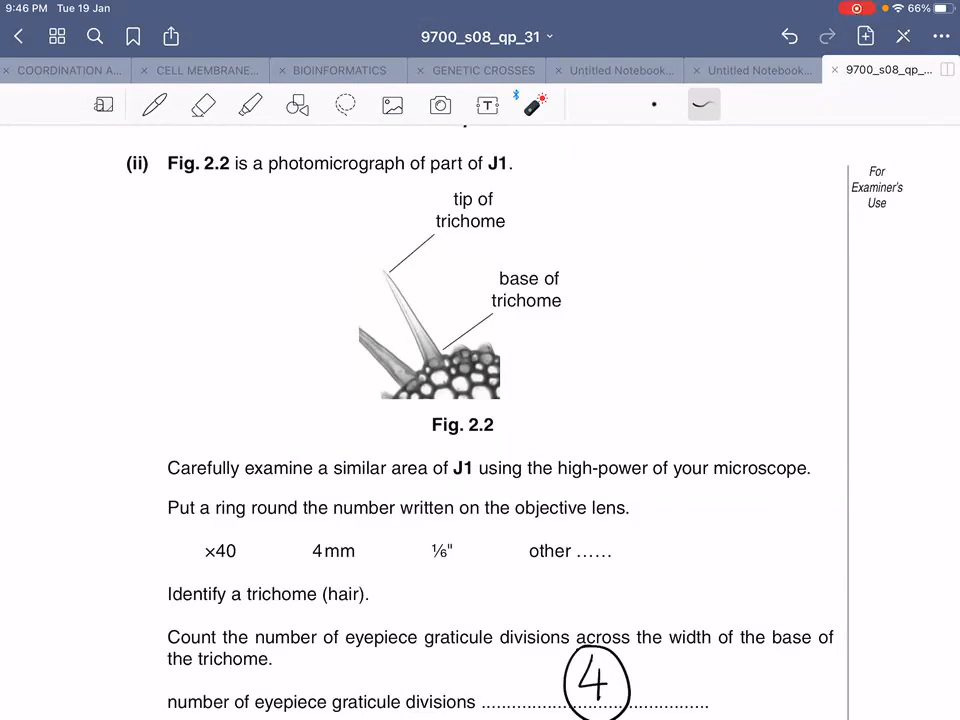 9:46 PM Tue 19 Jan
66%
9700_s08_qp_31
COORDINATION A...
CELL MEMBRANE...
BIOINFORMATICS
GENETIC CROSSES
Untitled Notebook...
Untitled Notebook...
9700_s08_qp_...
(ii) Fig. 2.2 is a photomicrograph of part of J1.
For
Examiner's
Use
tip of
trichome
base of
trichome
Fig. 2.2
Carefully examine a similar area of J1 using the high-power of your microscope.
Put a ring round the number written on the objective lens.
×40 4 mm ⅙" other ......
Identify a trichome (hair).
Count the number of eyepiece graticule divisions across the width of the base of
the trichome.
number of eyepiece graticule divisions ...............4...............